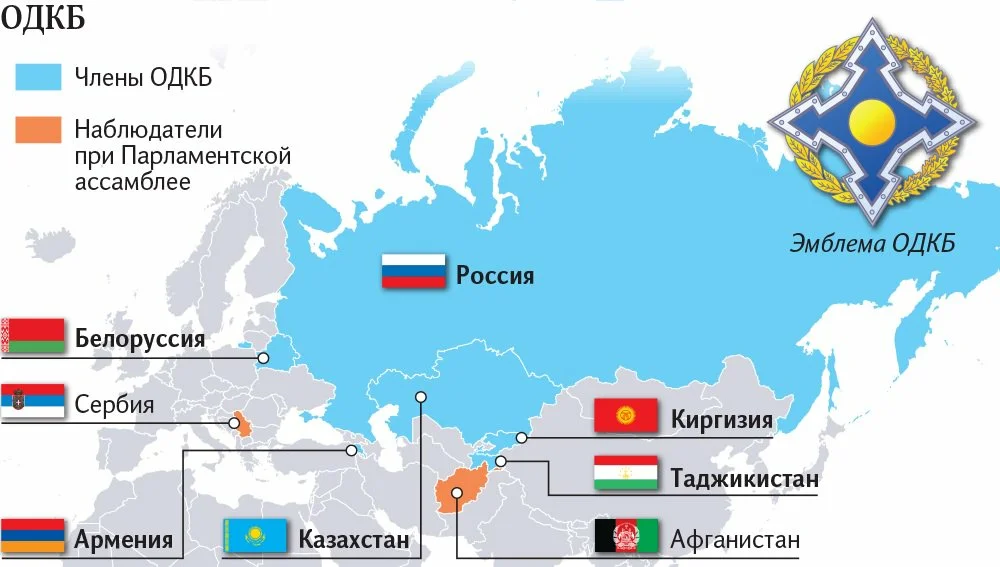 ОДКБ
Члены ОДКБ
Наблюдатели
при Парламентской
ассамблее
Эмблема ОДКБ
Россия
Белоруссия
Сербия
Киргизия
Таджикистан
Армения
Казахстан
Афганистан